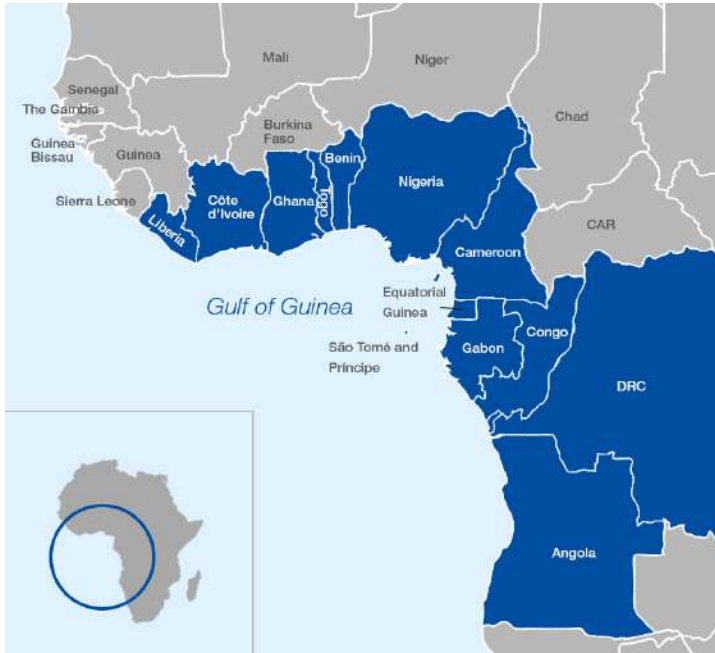 Mali
Niger
Senegal
The Gambia
Chad
Burkina
Faso
Guinea
Bissau
Guinea
Benin
Nigeria
Sierra Leone
Côte
d'Ivoire
Ghana
Togo
Liberia
CAR
Cameroon
Gulf of Guinea
Equatorial
Guinea
Congo
São Tomé and
Príncipe
Gabon
DRC
Angola